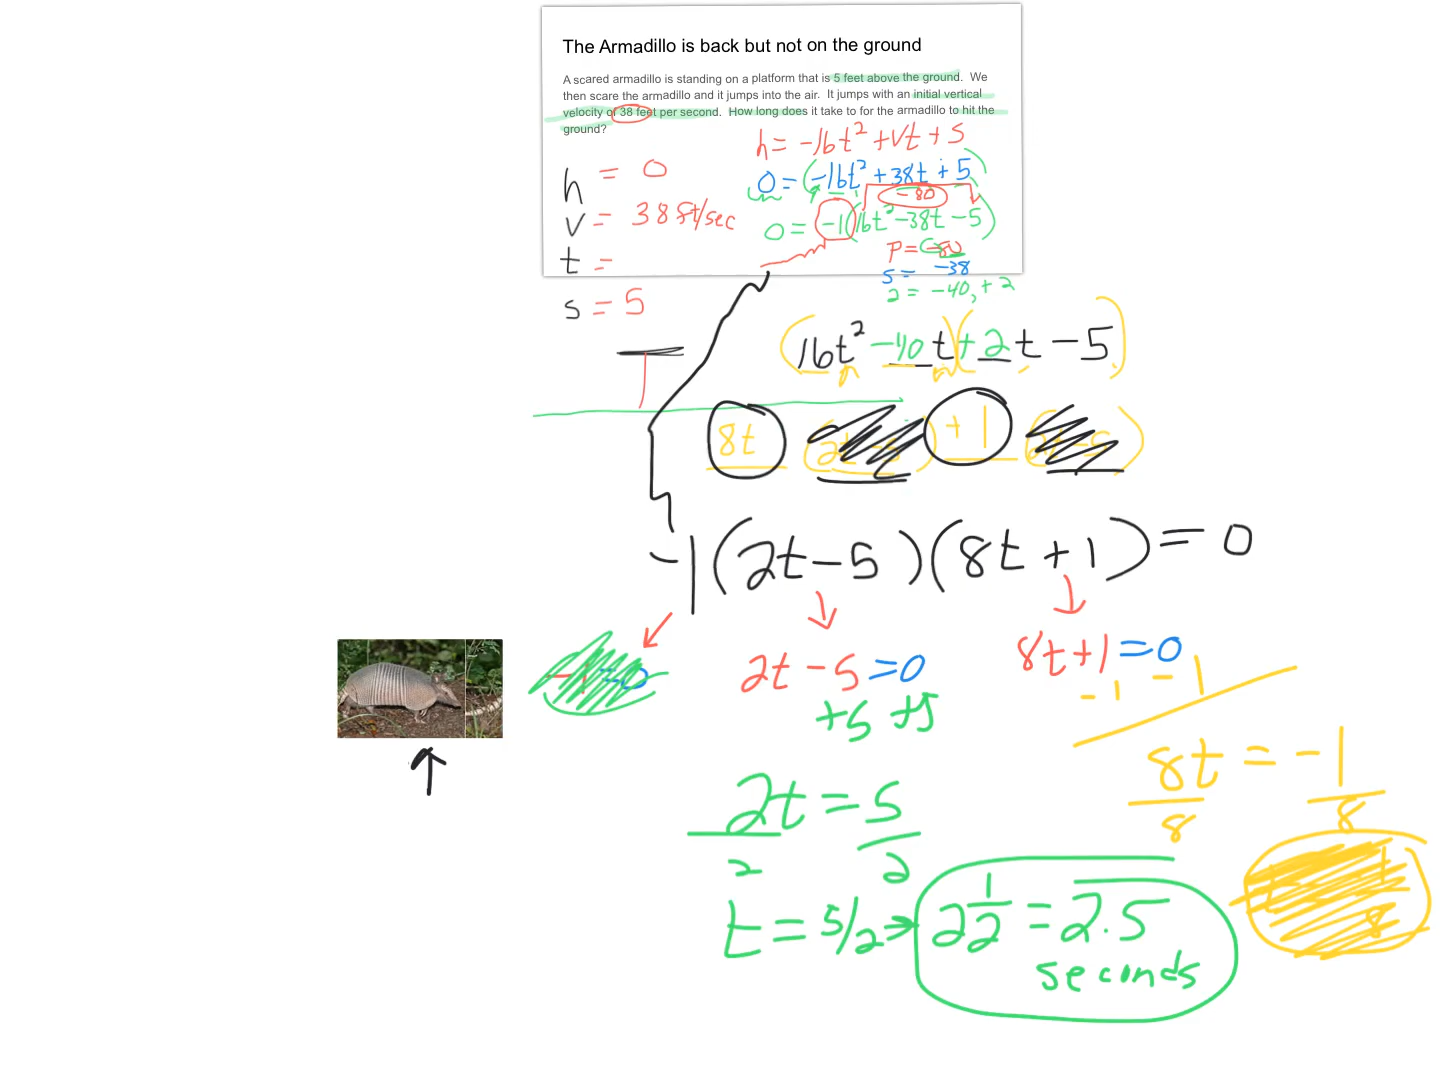 The Armadillo is back but not on the ground
A scared armadillo is standing on a platform that is 5 feet above the ground. We
then scare the armadillo and it jumps into the air. It jumps with an initial vertical
velocity of 38 feet per second. How long does it take to for the armadillo to hit the
ground?
h = -16t² + vt + s
h = 0
0 = (-16t² + 38t + 5)
-80
v = 38 ft/sec
0 = -1(16t² - 38t - 5)
t =
P = -80
s = -38
2 = -40, +2
s = 5
(16t² - 40t)(+2t - 5)
8t +1
-1(2t-5)(8t+1) = 0
2t - 5 = 0
8t + 1 = 0
+5 +5
-1 -1
2t = 5
2 2
8t = -1
8 8
t = 5/2 → 2 1/2 = 2.5
seconds